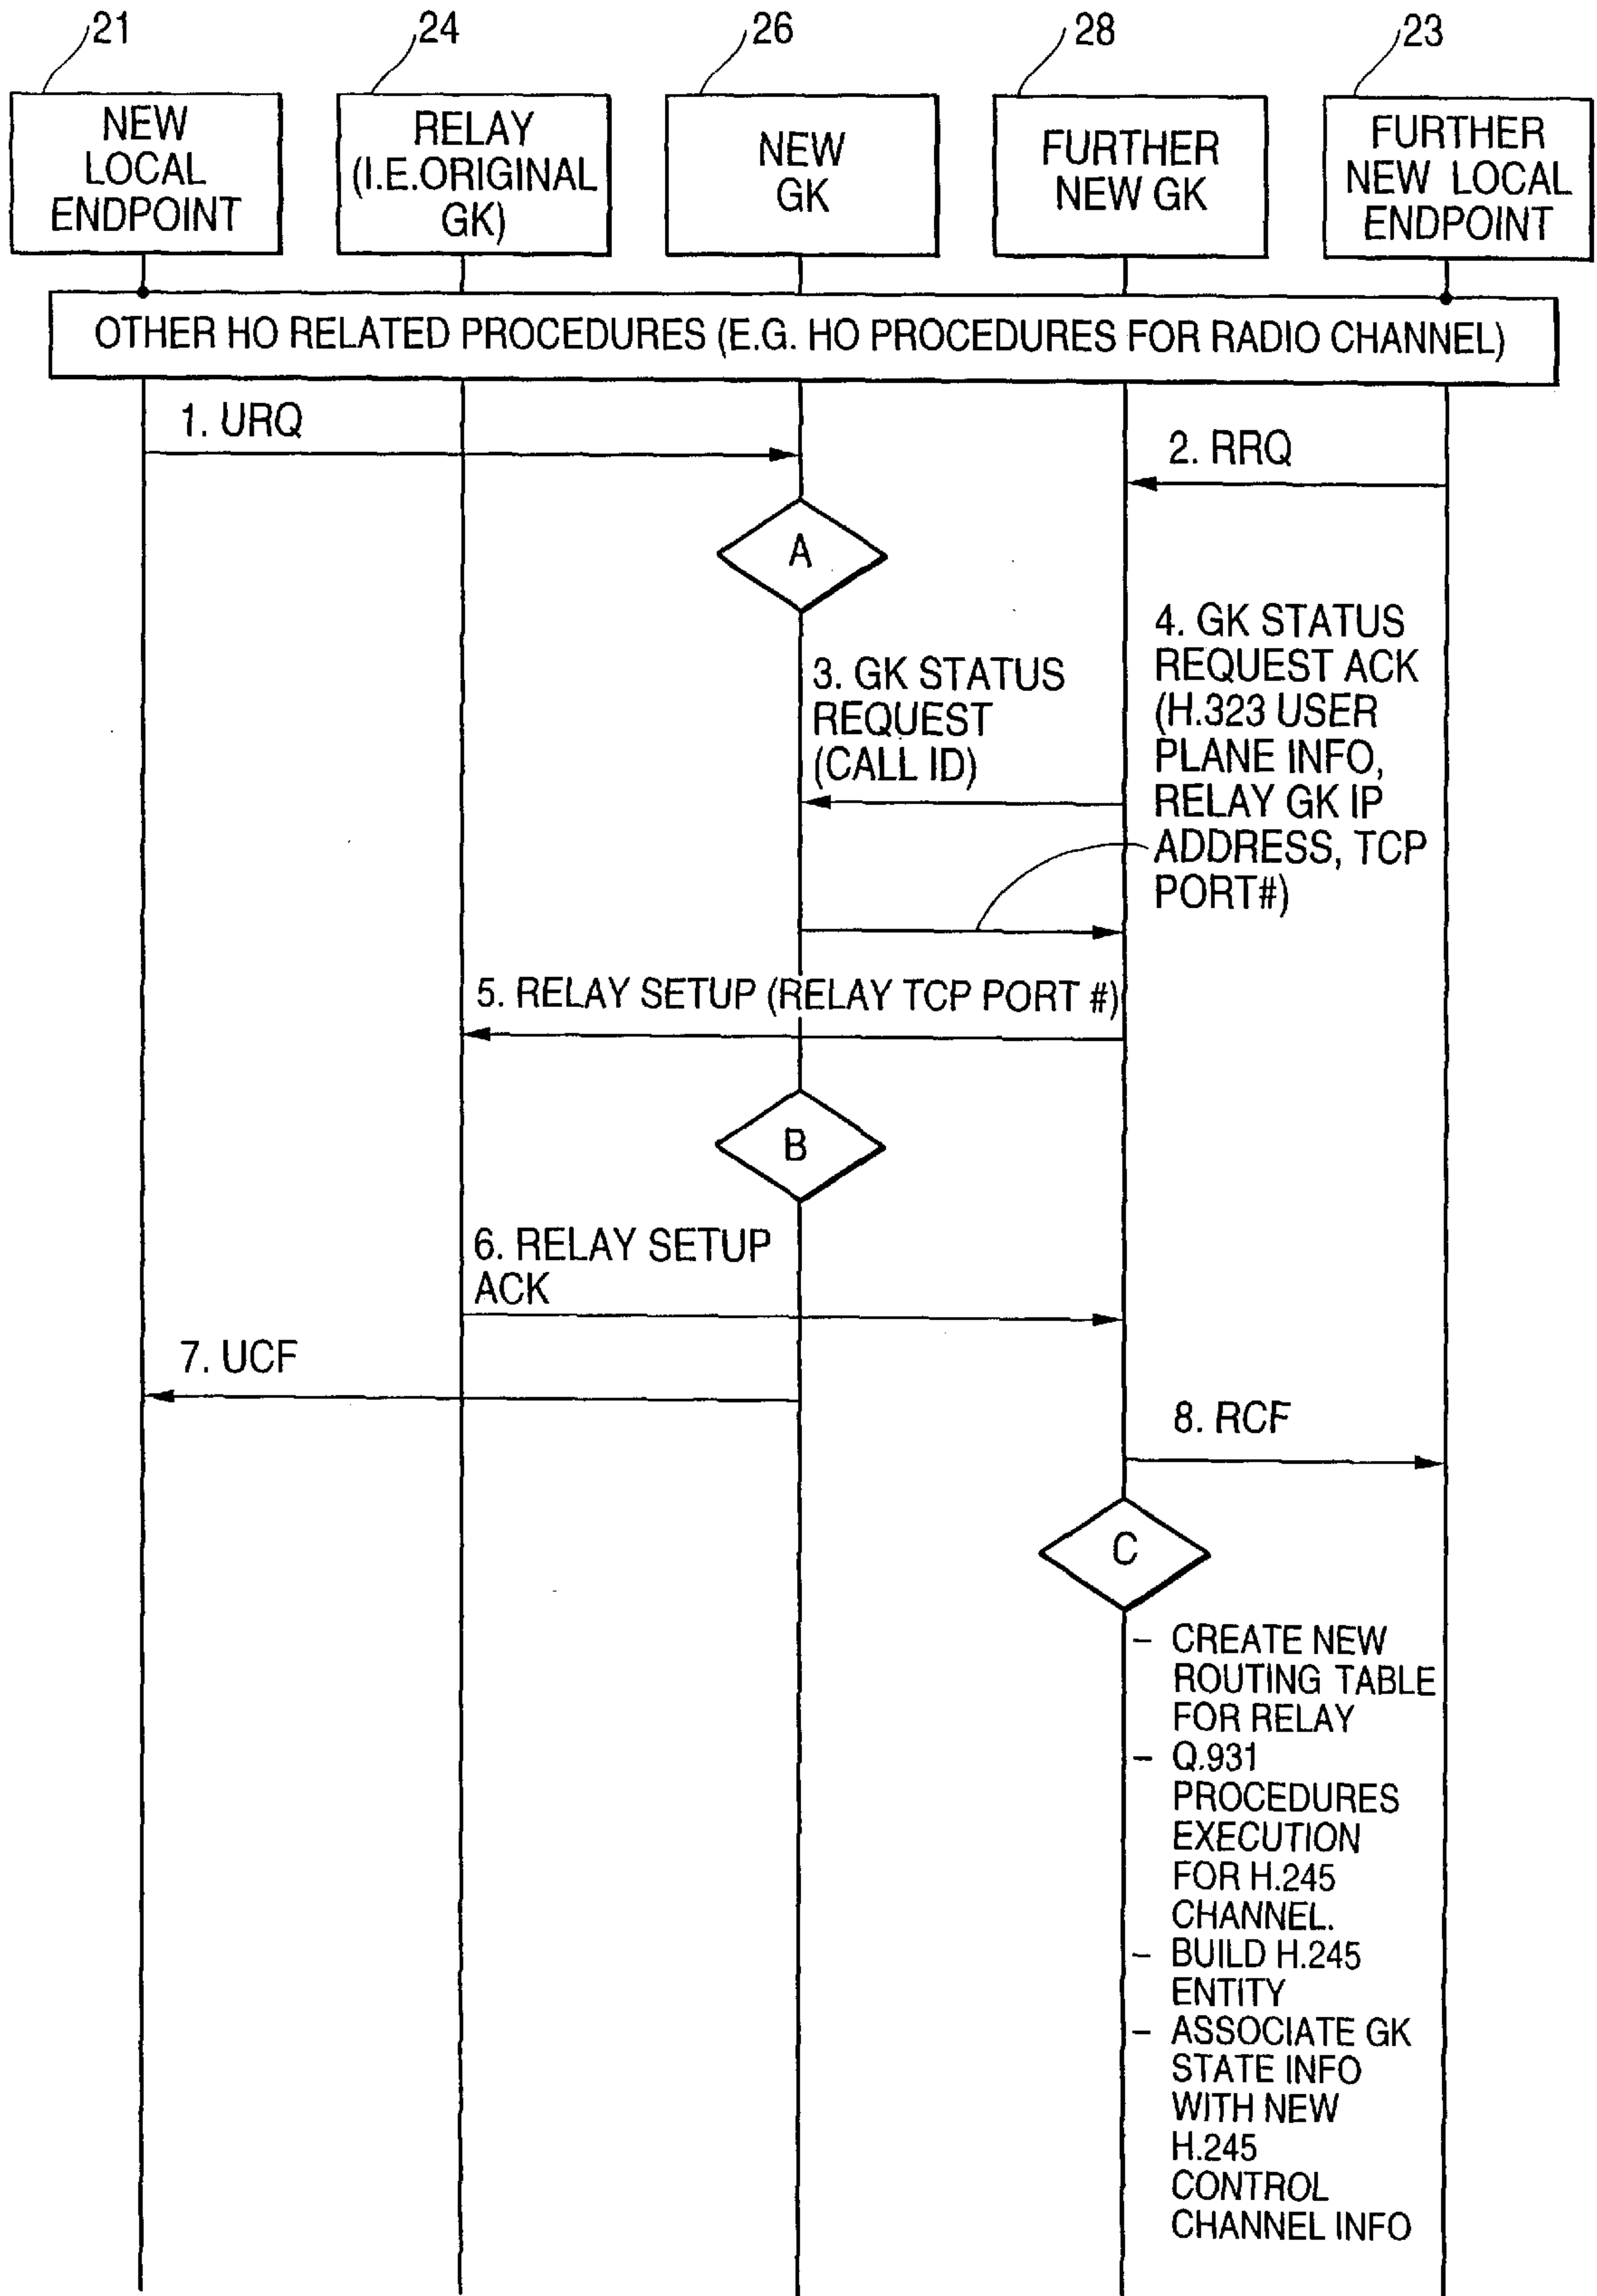 21
24
26
28
23
NEW
LOCAL
ENDPOINT
RELAY
(I.E.ORIGINAL
GK)
NEW
GK
FURTHER
NEW GK
FURTHER
NEW LOCAL
ENDPOINT
OTHER HO RELATED PROCEDURES (E.G. HO PROCEDURES FOR RADIO CHANNEL)
1. URQ
2. RRQ
A
3. GK STATUS
REQUEST
(CALL ID)
4. GK STATUS
REQUEST ACK
(H.323 USER
PLANE INFO,
RELAY GK IP
ADDRESS, TCP
PORT#)
5. RELAY SETUP (RELAY TCP PORT #)
B
6. RELAY SETUP
ACK
7. UCF
8. RCF
C
– CREATE NEW
ROUTING TABLE
FOR RELAY
– Q.931
PROCEDURES
EXECUTION
FOR H.245
CHANNEL.
– BUILD H.245
ENTITY
– ASSOCIATE GK
STATE INFO
WITH NEW
H.245
CONTROL
CHANNEL INFO